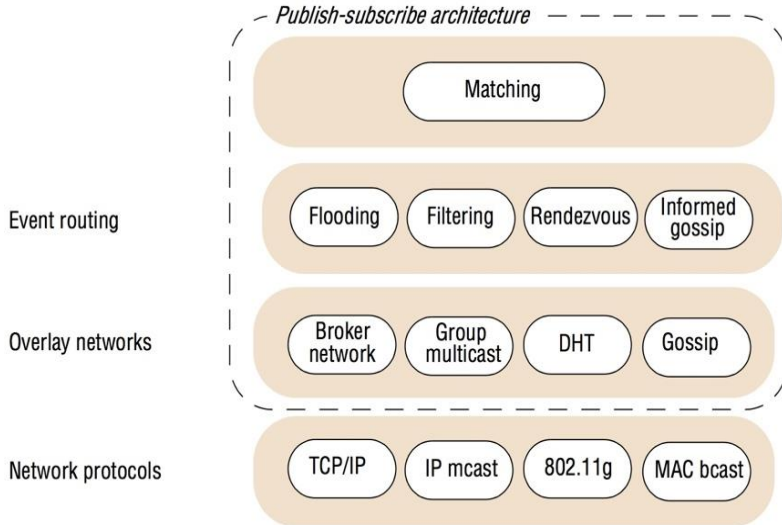 Publish-subscribe architecture
Matching
Event routing
Flooding
Filtering
Rendezvous
Informed
gossip
Overlay networks
Broker
network
Group
multicast
DHT
Gossip
Network protocols
TCP/IP
IP mcast
802.11g
MAC bcast